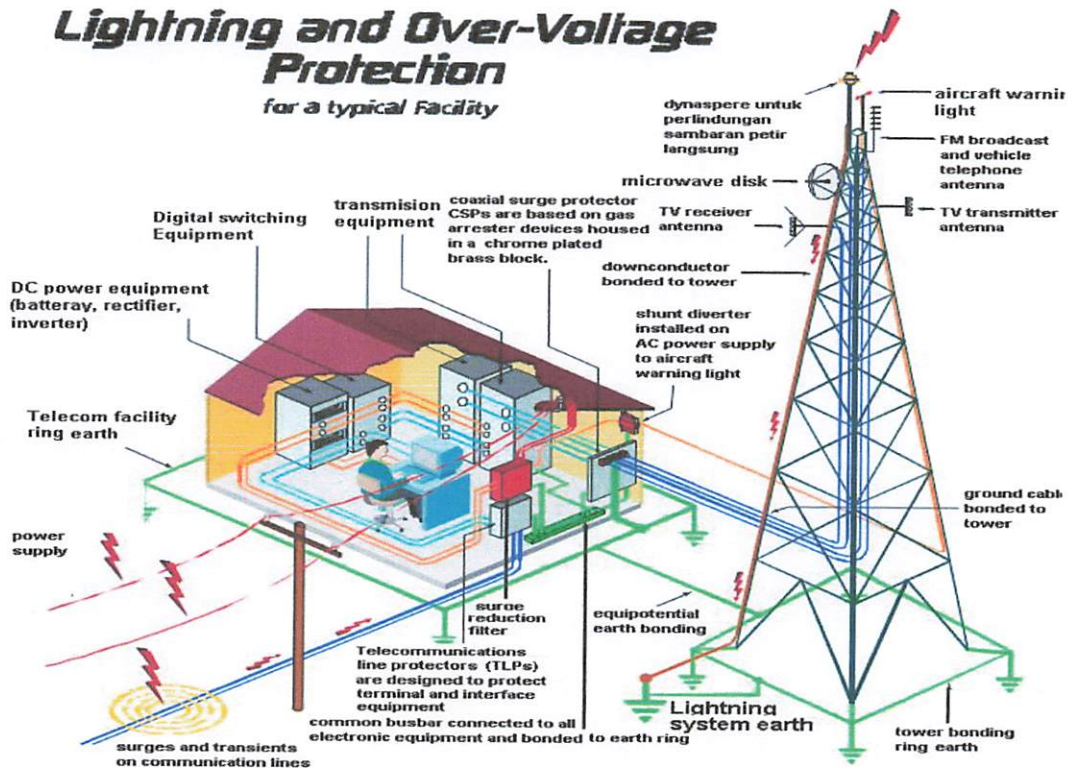 Lightning and Over-Voltage
Protection
for a typical Facility
dynaspere untuk
perlindungan
sambaran petir
langsung
aircraft warnin
light
FM broadcast
and vehicle
telephone
antenna
microwave disk
TV receiver
antenna
TV transmitter
antenna
downconductor
bonded to tower
shunt diverter
installed on
AC power supply
to aircraft
warning light
coaxial surge protector
CSPs are based on gas
arrester devices housed
in a chrome plated
brass block.
transmision
equipment
Digital switching
Equipment
DC power equipment
(batteray, rectifier,
inverter)
Telecom facility
ring earth
power
supply
ground cabl
bonded to
tower
equipotential
earth bonding
surge
reduction
filter
Telecommunications
line protectors (TLPs)
are designed to protect
terminal and interface
equipment
common busbar connected to all
electronic equipment and bonded to earth ring
Lightning
system earth
tower bonding
ring earth
surges and transients
on communication lines